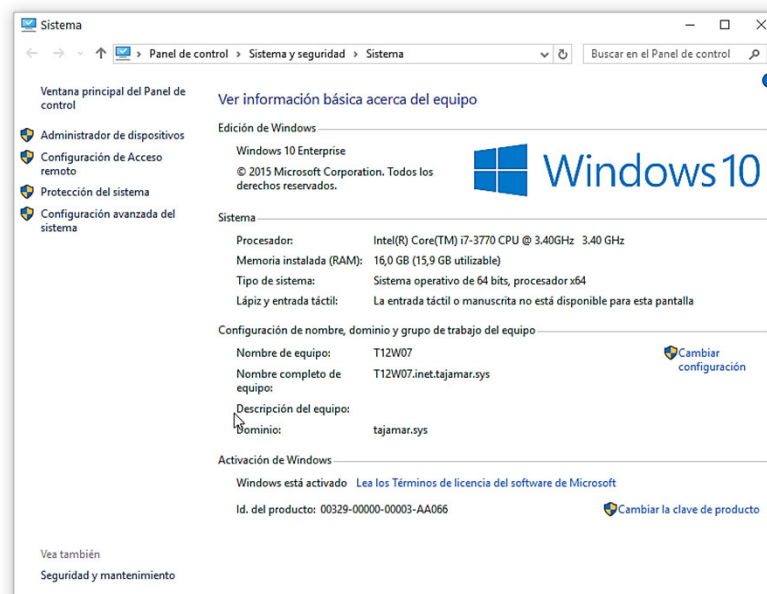 Sistema
Panel de control > Sistema y seguridad > Sistema
Buscar en el Panel de control
Ventana principal del Panel de
control
Administrador de dispositivos
Configuración de Acceso
remoto
Protección del sistema
Configuración avanzada del
sistema
Ver información básica acerca del equipo
Edición de Windows
Windows 10 Enterprise
© 2015 Microsoft Corporation. Todos los
derechos reservados.
Windows 10
Sistema
Procesador: Intel(R) Core(TM) i7-3770 CPU @ 3.40GHz 3.40 GHz
Memoria instalada (RAM): 16,0 GB (15,9 GB utilizable)
Tipo de sistema: Sistema operativo de 64 bits, procesador x64
Lápiz y entrada táctil: La entrada táctil o manuscrita no está disponible para esta pantalla
Configuración de nombre, dominio y grupo de trabajo del equipo
Nombre de equipo: T12W07
Cambiar
configuración
Nombre completo de
equipo:
T12W07.inet.tajamar.sys
Descripción del equipo:
Dominio: tajamar.sys
Activación de Windows
Windows está activado Lea los Términos de licencia del software de Microsoft
Id. del producto: 00329-00000-00003-AA066
Cambiar la clave de producto
Vea también
Seguridad y mantenimiento